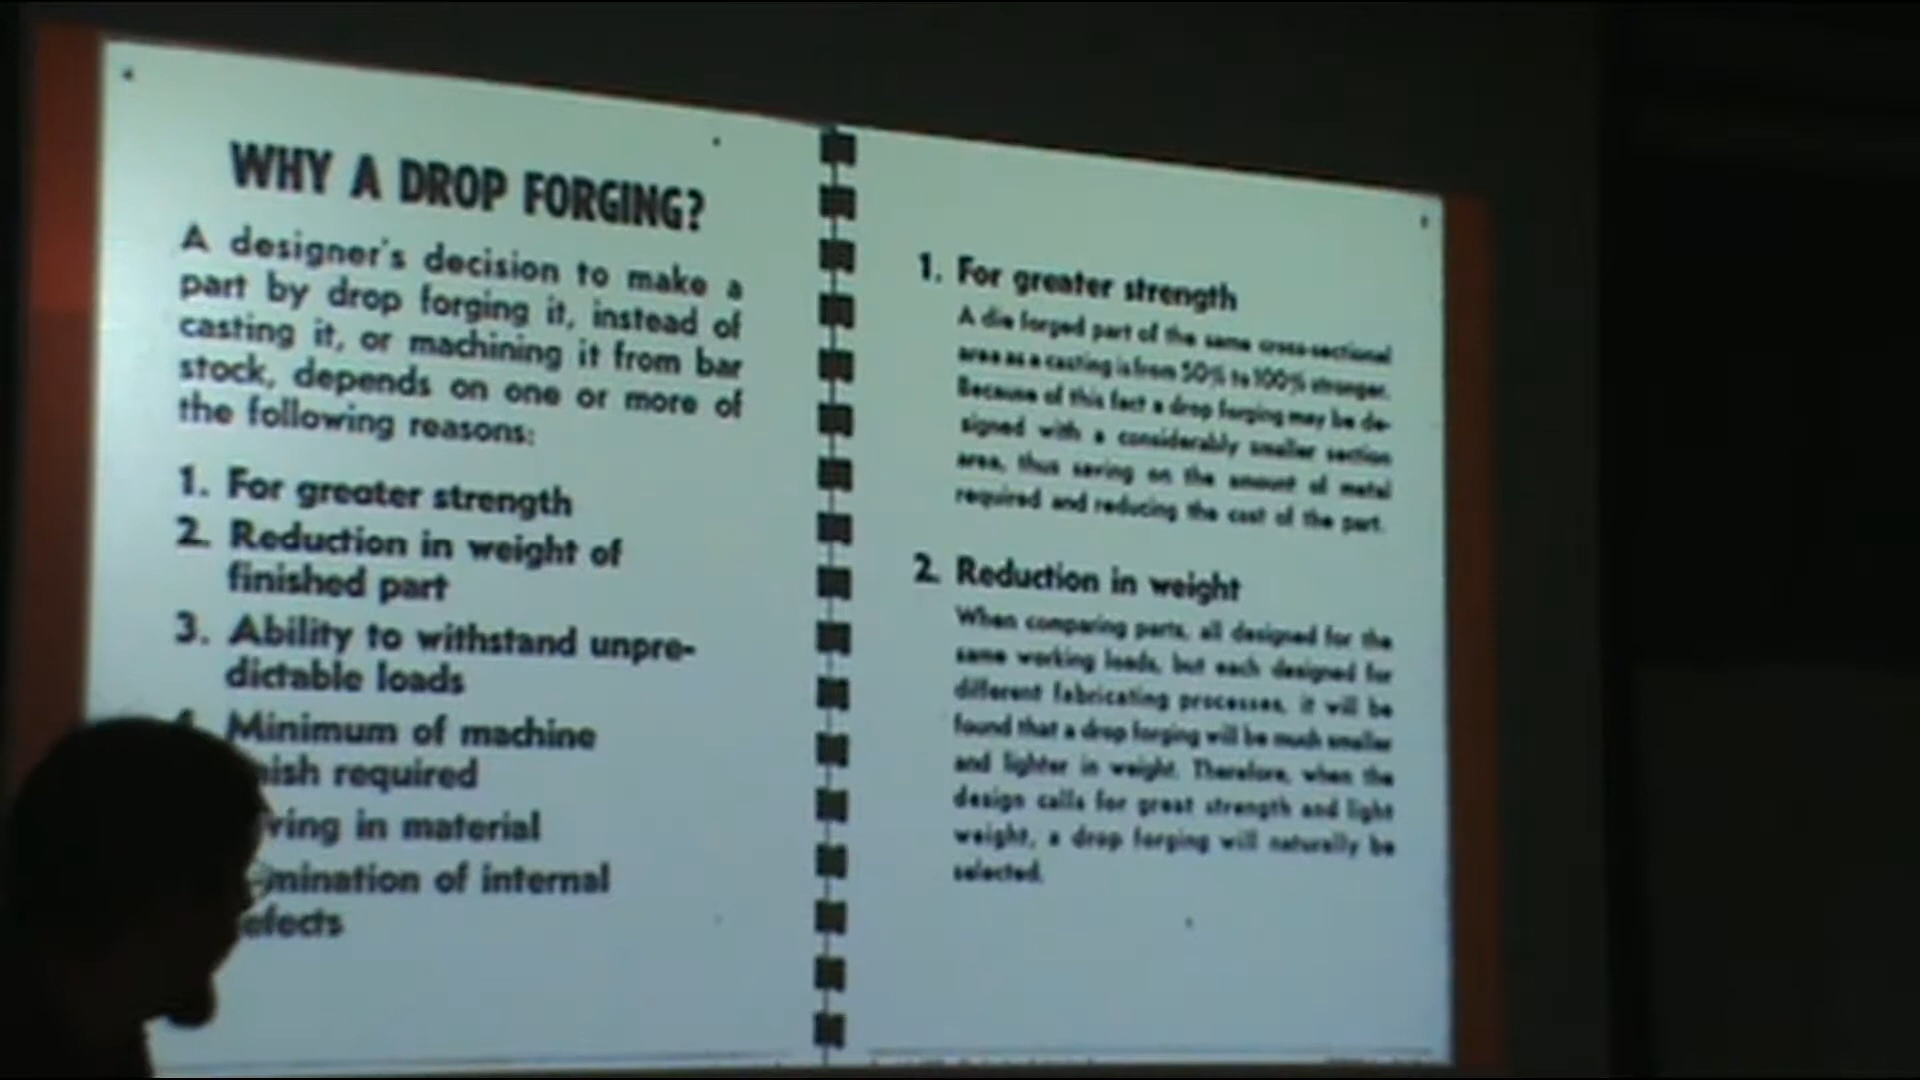 WHY A DROP FORGING?
A designer's decision to make a
part by drop forging it, instead of
casting it, or machining it from bar
stock, depends on one or more of
the following reasons:
1. For greater strength
2. Reduction in weight of
finished part
3. Ability to withstand unpre-
dictable loads
Minimum of machine
required
in material
of internal
1. For greater strength
A die forged part of the same cross-sectional
area as a casting is from 50% to 100% stronger.
Because of this fact a drop forging may be de-
signed with a considerably smaller section
area, thus saving on the amount of metal
required and reducing the cost of the part.
2. Reduction in weight
When comparing parts, all designed for the
same working loads, but each designed for
different fabricating processes, it will be
found that a drop forging will be much smaller
and lighter in weight. Therefore, when the
design calls for great strength and light
weight, a drop forging will naturally be
selected.